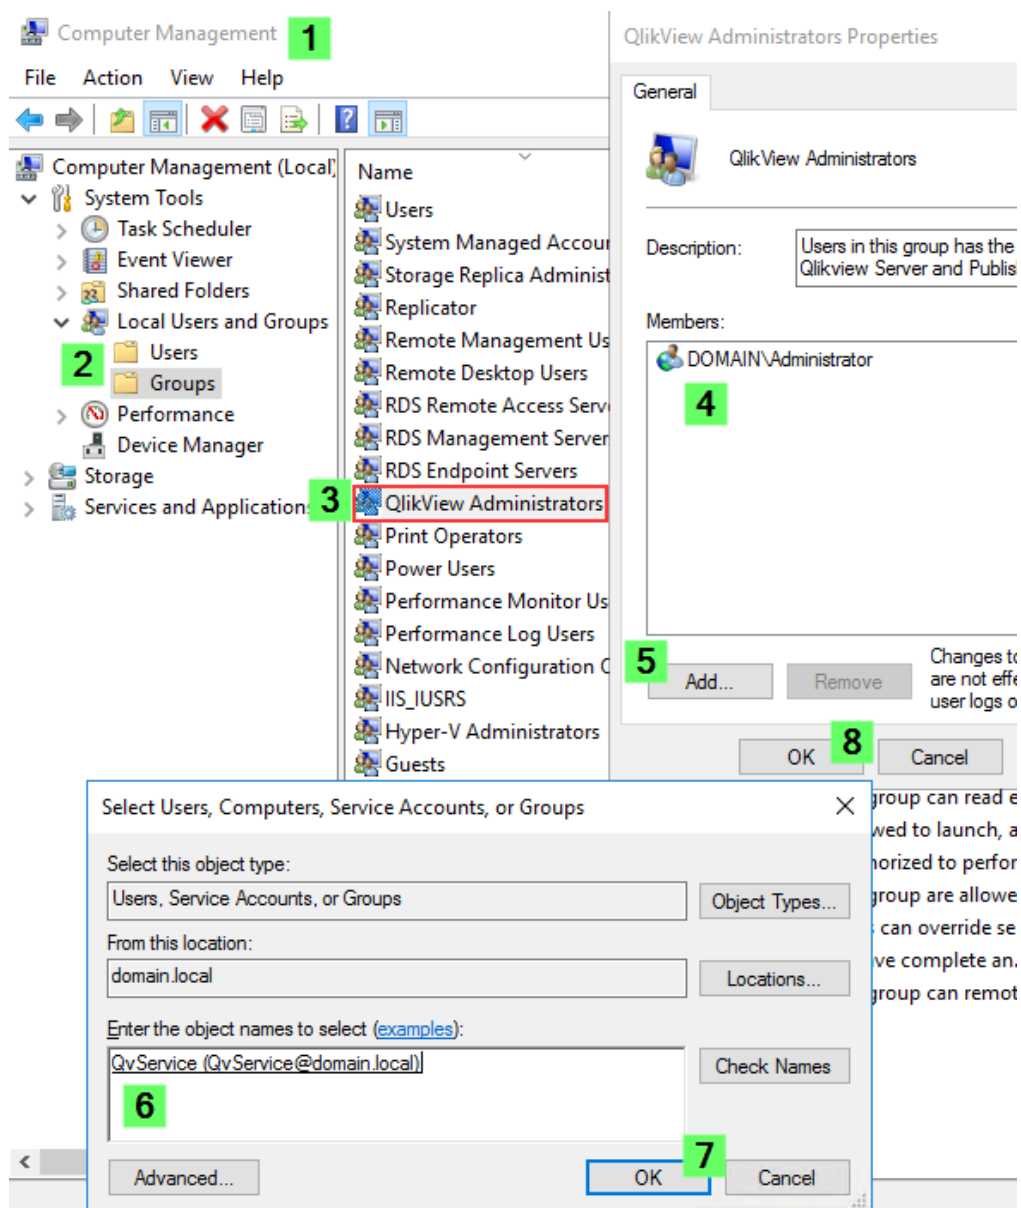 Computer Management
1
File Action View Help
Computer Management (Local)
System Tools
Task Scheduler
Event Viewer
Shared Folders
Local Users and Groups
2
Users
Groups
Performance
Device Manager
Storage
Services and Application
Name
Users
System Managed Accour
Storage Replica Administ
Replicator
Remote Management Us
Remote Desktop Users
RDS Remote Access Serv
RDS Management Server
RDS Endpoint Servers
3
QlikView Administrators
Print Operators
Power Users
Performance Monitor Us
Performance Log Users
Network Configuration C
IIS_IUSRS
Hyper-V Administrators
Guests
QlikView Administrators Properties
General
QlikView Administrators
Description:
Users in this group has the
Qlikview Server and Publis
Members:
DOMAIN\Administrator
4
5
Add...
Remove
Changes to
are not effe
user logs o
OK
8
Cancel
group can read e
wed to launch, a
horized to perfor
group are allowe
can override se
ve complete an.
group can remot
Select Users, Computers, Service Accounts, or Groups
Select this object type:
Users, Service Accounts, or Groups
Object Types...
From this location:
domain.local
Locations...
Enter the object names to select (examples):
QvService (QvService@domain.local)
Check Names
6
Advanced...
OK
7
Cancel